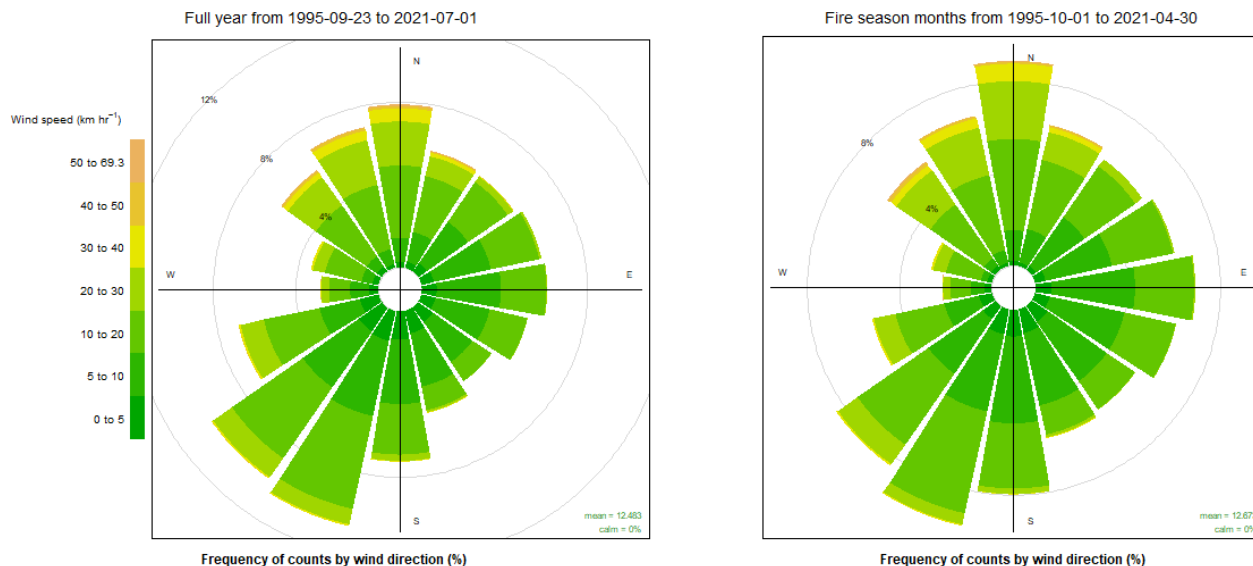 Full year from 1995-09-23 to 2021-07-01
Fire season months from 1995-10-01 to 2021-04-30
Wind speed (km hr⁻¹)
50 to 69.3
40 to 50
30 to 40
20 to 30
10 to 20
5 to 10
0 to 5
12%
8%
4%
N
W
E
S
mean = 12.483
calm = 0%
Frequency of counts by wind direction (%)
8%
4%
N
W
E
S
calm = 0%
Frequency of counts by wind direction (%)